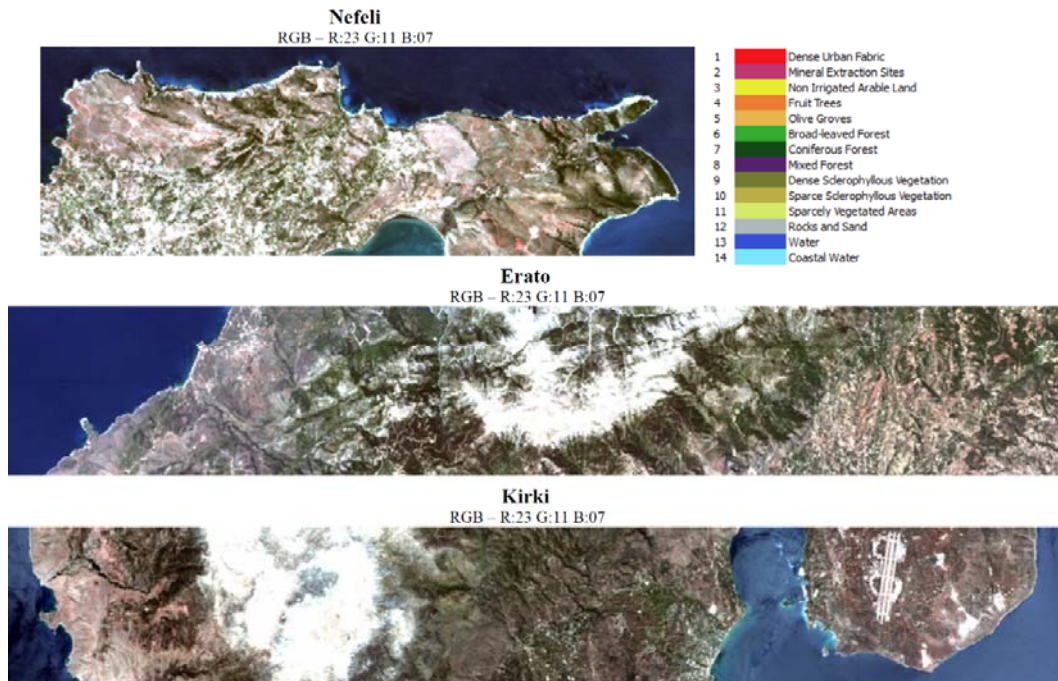 Nefeli
RGB – R:23 G:11 B:07
1 Dense Urban Fabric
2 Mineral Extraction Sites
3 Non Irrigated Arable Land
4 Fruit Trees
5 Olive Groves
6 Broad-leaved Forest
7 Coniferous Forest
8 Mixed Forest
9 Dense Sclerophyllous Vegetation
10 Sparce Sclerophyllous Vegetation
11 Sparcely Vegetated Areas
12 Rocks and Sand
13 Water
14 Coastal Water
Erato
RGB – R:23 G:11 B:07
Kirki
RGB – R:23 G:11 B:07